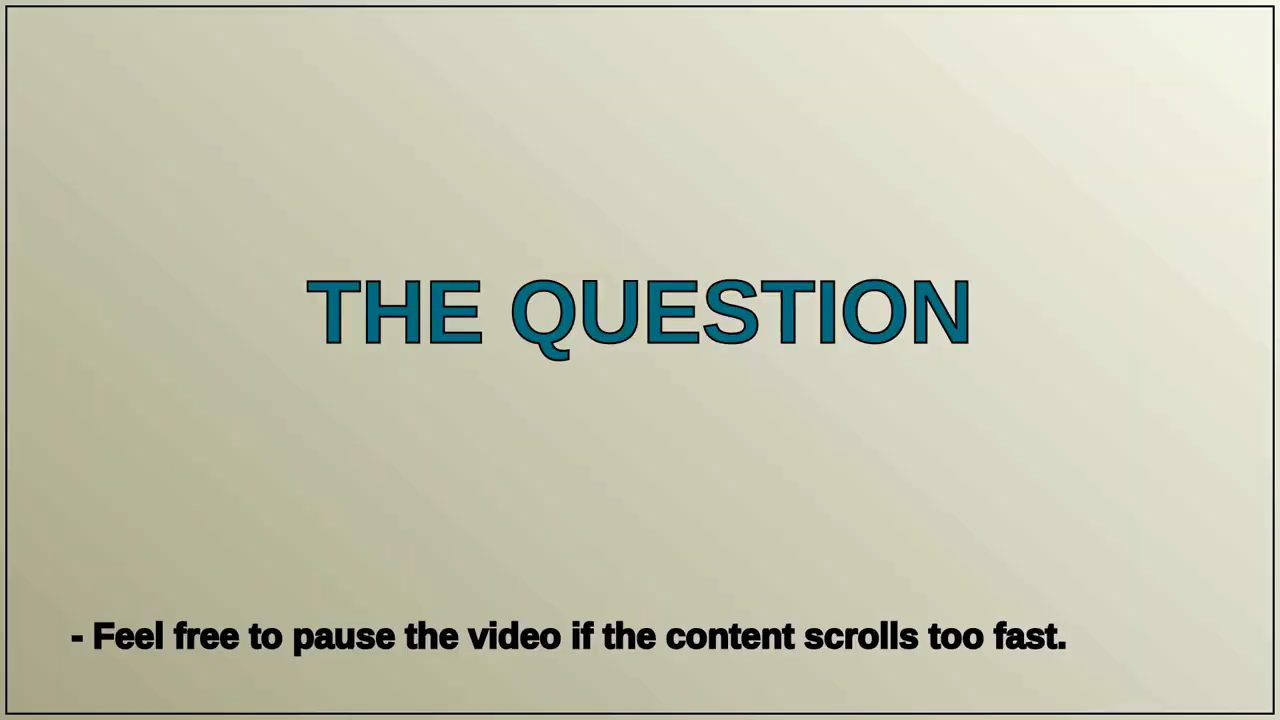 THE QUESTION
- Feel free to pause the video if the content scrolls too fast.